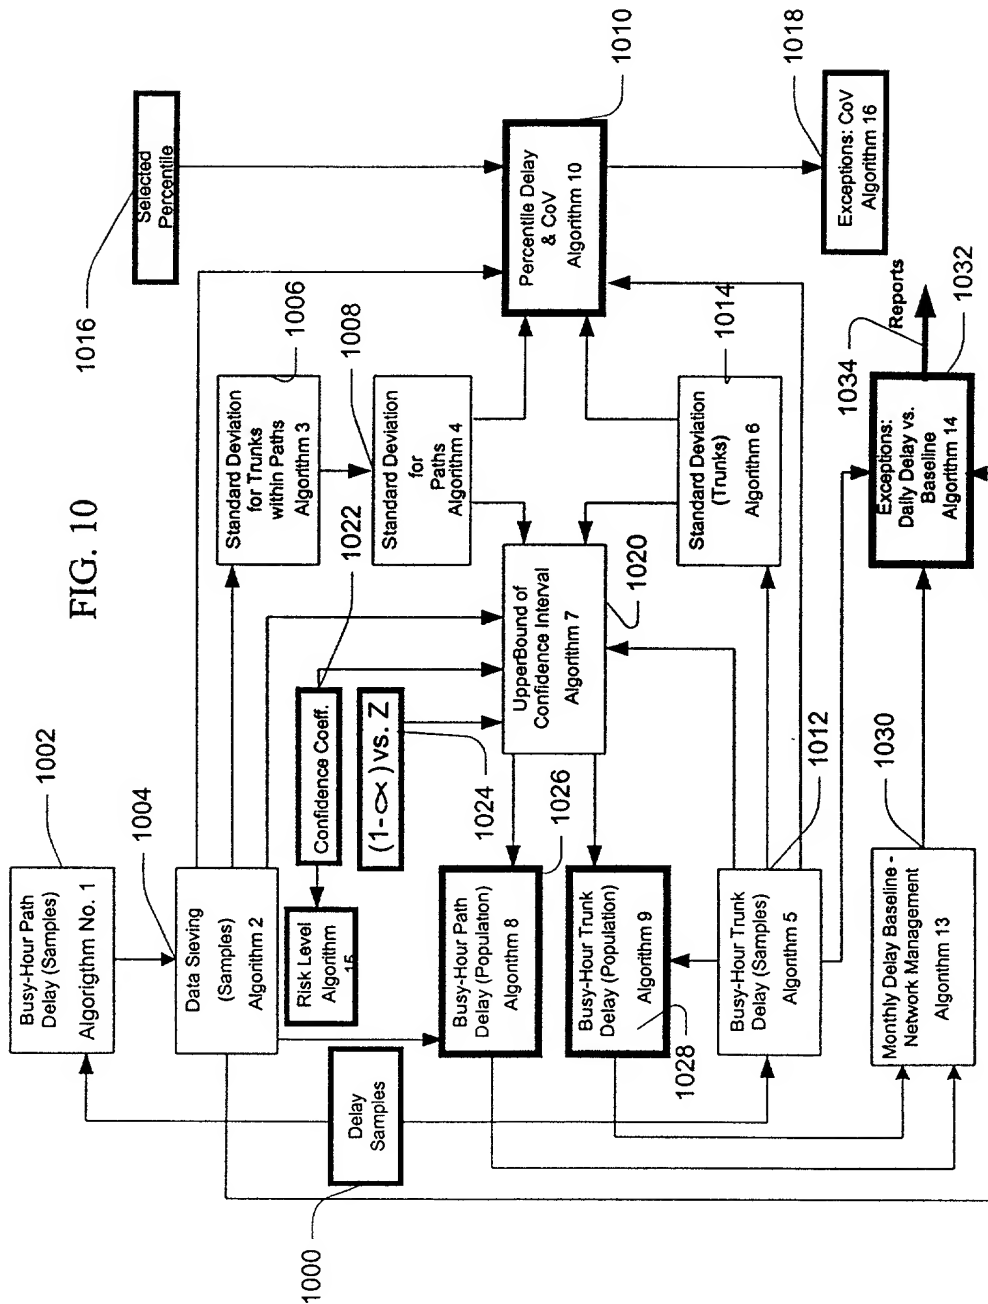 FIG. 10
1000
Delay
Samples
1002
Busy-Hour Path
Delay (Samples)
Algorigthm No. 1
1004
Data Sieving
(Samples)
Algorithm 2
1006
Standard Deviation
for Trunks
within Paths
Algorithm 3
1008
Standard Deviation
for
Paths
Algorithm 4
1016
Selected
Percentile
1010
Percentile Delay
& CoV
Algorithm 10
1018
Exceptions: CoV
Algorithm 16
1022
Confidence Coeff.
Risk Level
Algorithm
15
(1-∝) vs. Z
1024
1020
UpperBound of
Confidence Interval
Algorithm 7
1014
Standard Deviation
(Trunks)
Algorithm 6
1026
Busy-Hour Path
Delay (Population)
Algorithm 8
1028
Busy-Hour Trunk
Delay (Population)
Algorithm 9
1012
Busy-Hour Trunk
Delay (Samples)
Algorithm 5
1030
Monthly Delay Baseline -
Network Management
Algorithm 13
1032
Exceptions:
Daily Delay vs.
Baseline
Algorithm 14
1034
Reports